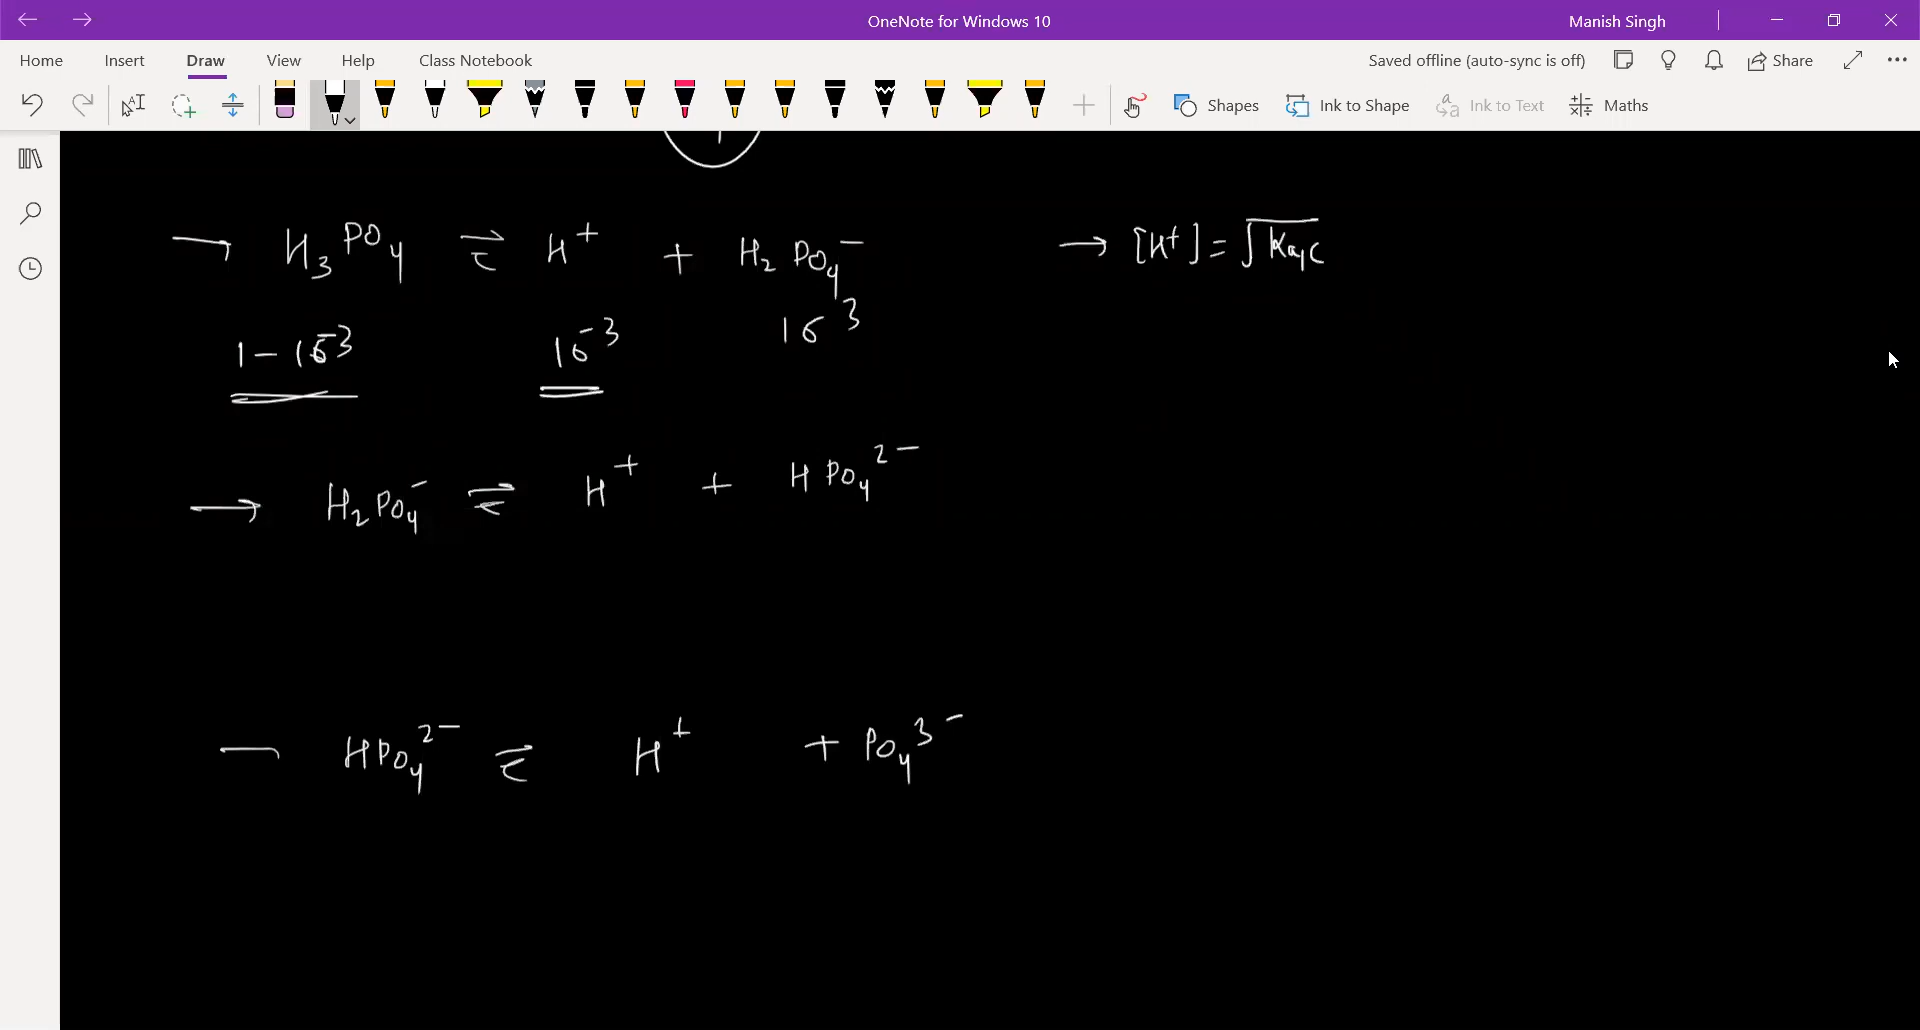 OneNote for Windows 10
Manish Singh
Home Insert Draw View Help Class Notebook
Saved offline (auto-sync is off) Share
Shapes Ink to Shape Ink to Text Maths
→ H₃PO₄ ⇌ H⁺ + H₂PO₄⁻ → [H⁺] = √Ka₁C
1 - 10⁻³ 10⁻³ 10⁻³
→ H₂PO₄⁻ ⇌ H⁺ + HPO₄²⁻
— HPO₄²⁻ ⇌ H⁺ + PO₄³⁻